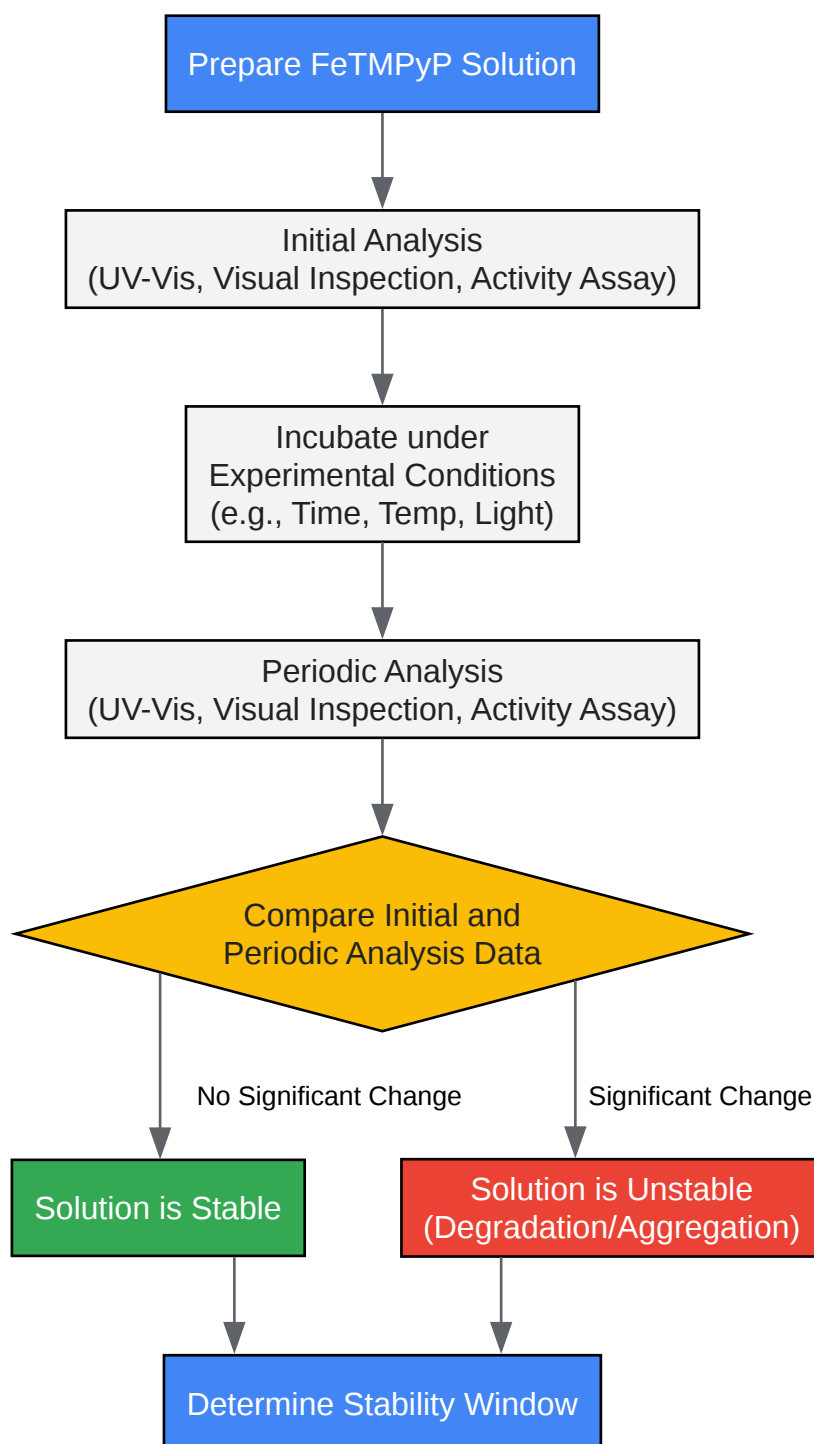 Prepare FeTMPyP Solution
Initial Analysis
(UV-Vis, Visual Inspection, Activity Assay)
Incubate under
Experimental Conditions
(e.g., Time, Temp, Light)
Periodic Analysis
(UV-Vis, Visual Inspection, Activity Assay)
Compare Initial and
Periodic Analysis Data
No Significant Change
Significant Change
Solution is Stable
Solution is Unstable
(Degradation/Aggregation)
Determine Stability Window